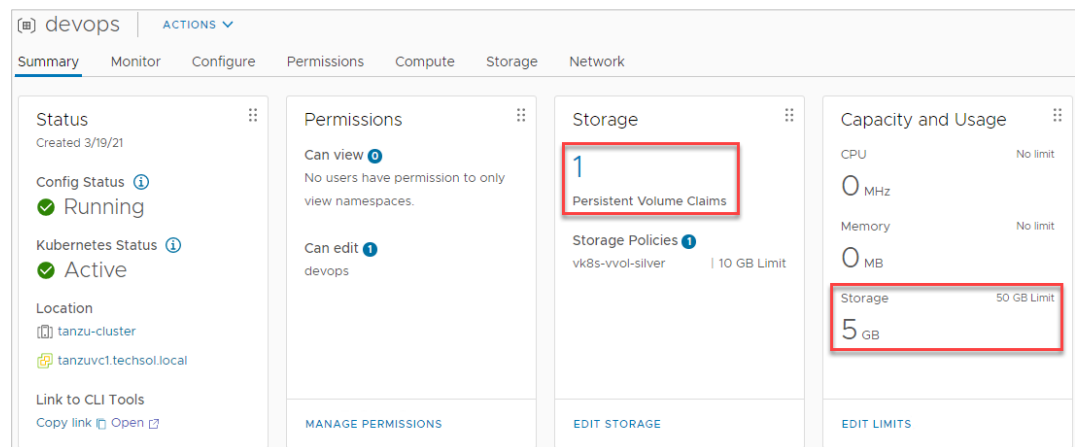 devops
ACTIONS
Summary Monitor Configure Permissions Compute Storage Network
Status
Created 3/19/21
Config Status
Running
Kubernetes Status
Active
Location
tanzu-cluster
tanzuvc1.techsol.local
Link to CLI Tools
Copy link Open
Permissions
Can view 0
No users have permission to only
view namespaces.
Can edit 1
devops
MANAGE PERMISSIONS
Storage
1
Persistent Volume Claims
Storage Policies 1
vk8s-vvol-silver | 10 GB Limit
EDIT STORAGE
Capacity and Usage
CPU No limit
0 MHz
Memory No limit
0 MB
Storage 50 GB Limit
5 GB
EDIT LIMITS